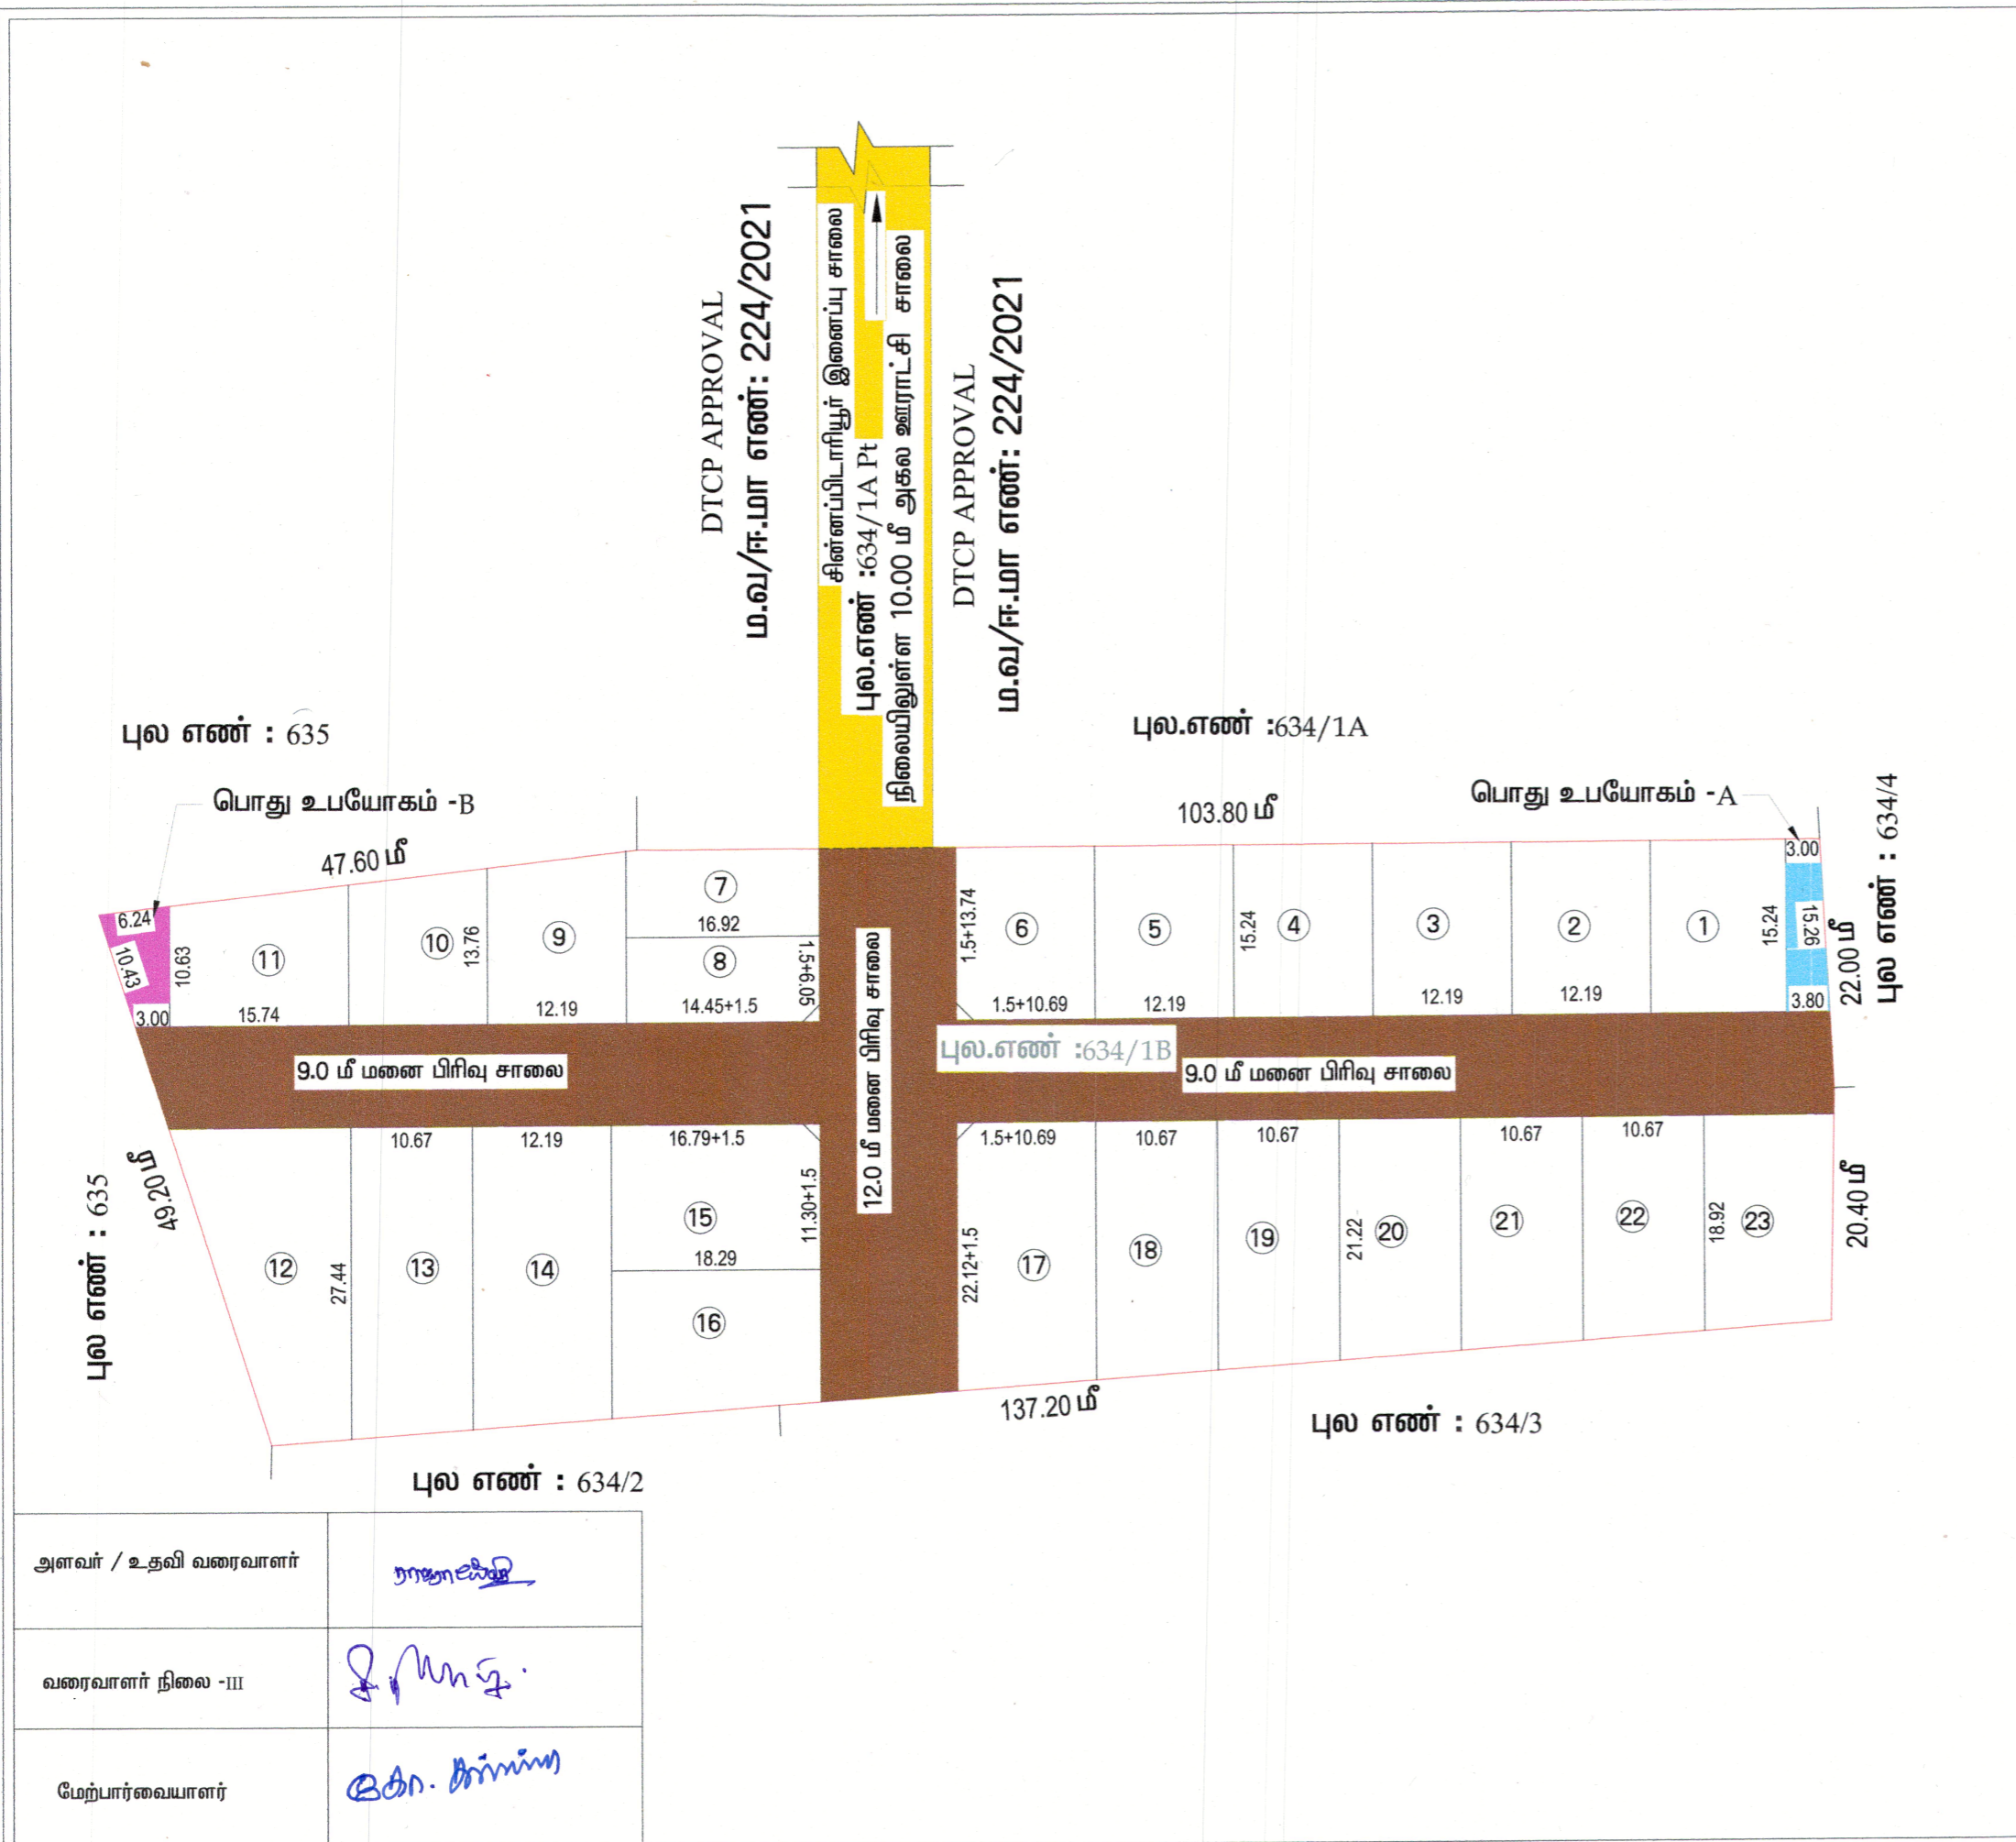 DTCP APPROVAL
ம.வ/ஈ.மா எண்: 224/2021
சின்னப்பிடாரியூர் இணைப்பு சாலை
புல.எண் :634/1A Pt
நிலையிலுள்ள 10.00 மீ அகல ஊராட்சி சாலை
DTCP APPROVAL
ம.வ/ஈ.மா எண்: 224/2021
புல எண் : 635
புல.எண் :634/1A
பொது உபயோகம் -B
பொது உபயோகம் -A
புல எண் : 634/4
47.60 மீ
103.80 மீ
6.24
10.43
10.63
3.00
11
15.74
10
13.76
9
12.19
7
16.92
8
14.45+1.5
1.5+6.05
12.0 மீ மனை பிரிவு சாலை
1.5+13.74
6
1.5+10.69
5
12.19
15.24
4
3
12.19
2
12.19
1
15.24
3.00
15.26
3.80
22.00 மீ
9.0 மீ மனை பிரிவு சாலை
புல.எண் :634/1B
9.0 மீ மனை பிரிவு சாலை
புல எண் : 635
49.20 மீ
12
27.44
10.67
13
12.19
14
16.79+1.5
15
11.30+1.5
18.29
16
1.5+10.69
22.12+1.5
17
10.67
18
10.67
19
21.22
20
10.67
21
10.67
22
18.92
23
20.40 மீ
137.20 மீ
புல எண் : 634/3
புல எண் : 634/2
அளவர் / உதவி வரைவாளர்
வரைவாளர் நிலை -III
மேற்பார்வையாளர்